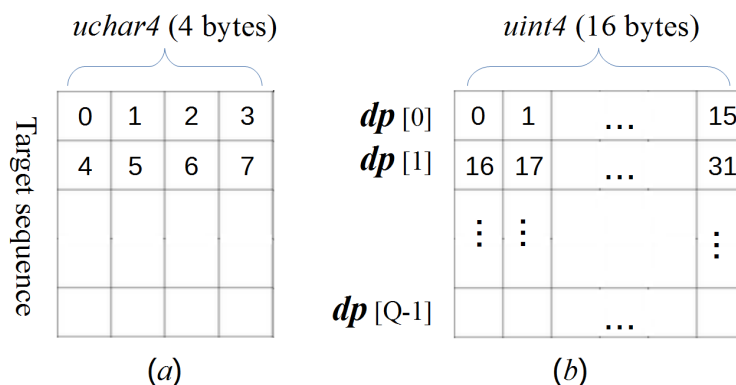 uchar4 (4 bytes)
Target sequence
0 1 2 3
4 5 6 7
(a)
uint4 (16 bytes)
dp [0] 0 1 ... 15
dp [1] 16 17 ... 31
⋮ ⋮ ⋮
dp [Q-1] ...
(b)